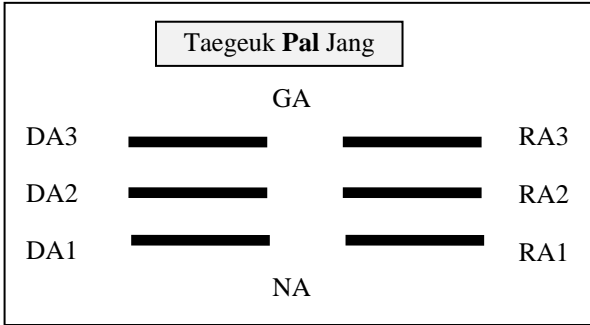 Taegeuk Pal Jang
GA
DA3 RA3
DA2 RA2
DA1 RA1
NA